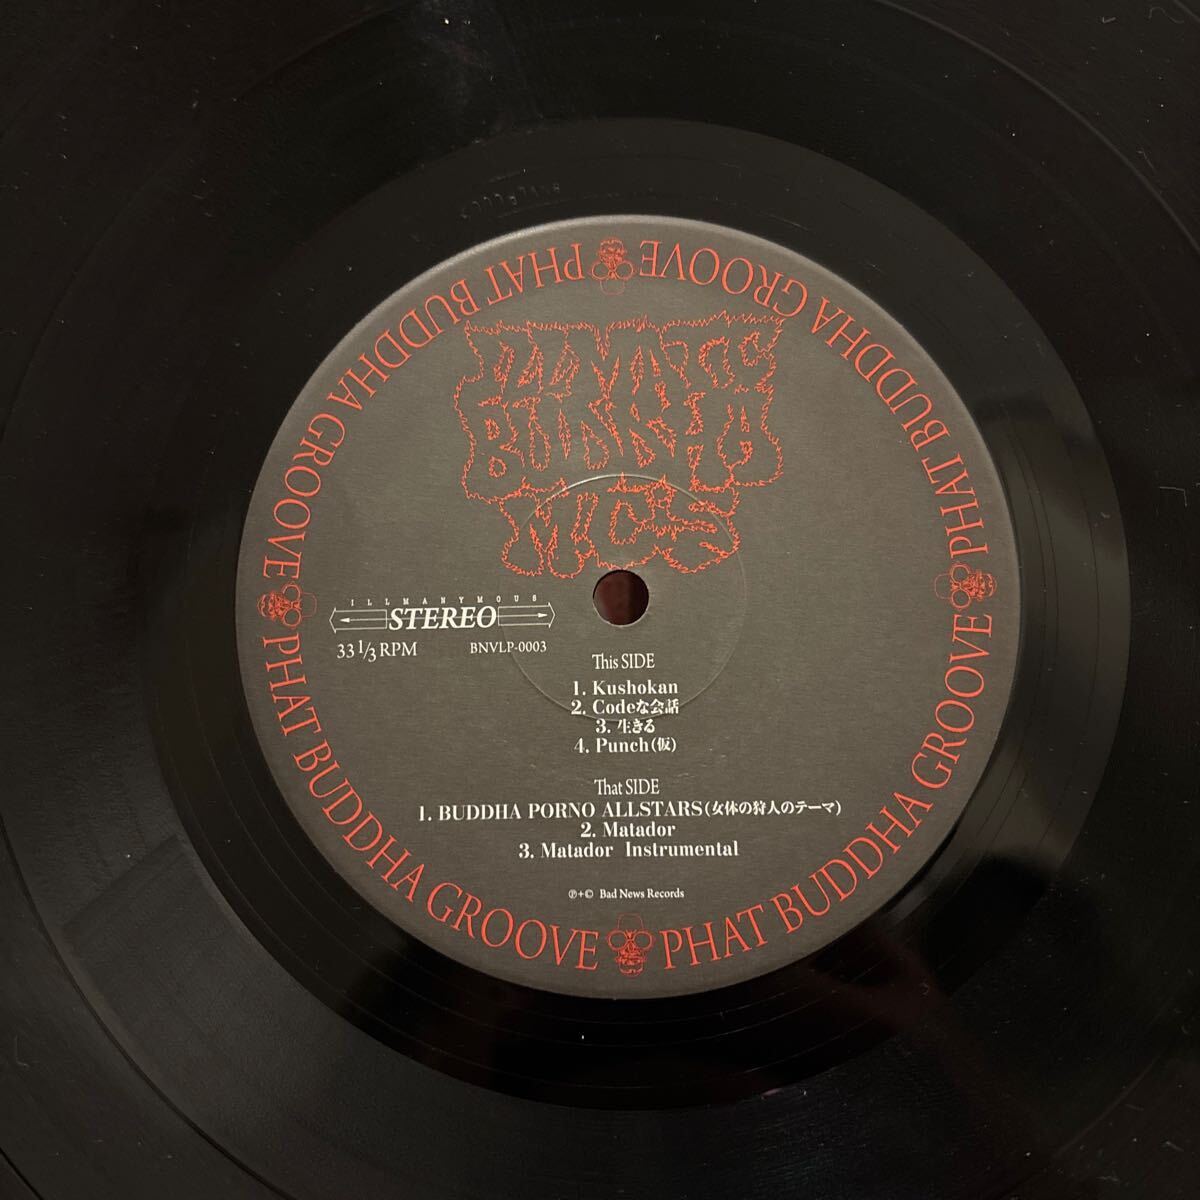 PHAT BUDDHA GROOVE PHAT BUDDHA GROOVE PHAT BUDDHA GROOVE PHAT BUDDHA GROOVE
ILLMATIC
BUDDHA
M.C'S
ILLMANYMOUS
STEREO
33 1/3 RPM
BNVLP-0003
This SIDE
1. Kushokan
2. Codeな会話
3. 生きる
4. Punch(仮)
That SIDE
1. BUDDHA PORNO ALLSTARS(女体の狩人のテーマ)
2. Matador
3. Matador Instrumental
℗+© Bad News Records